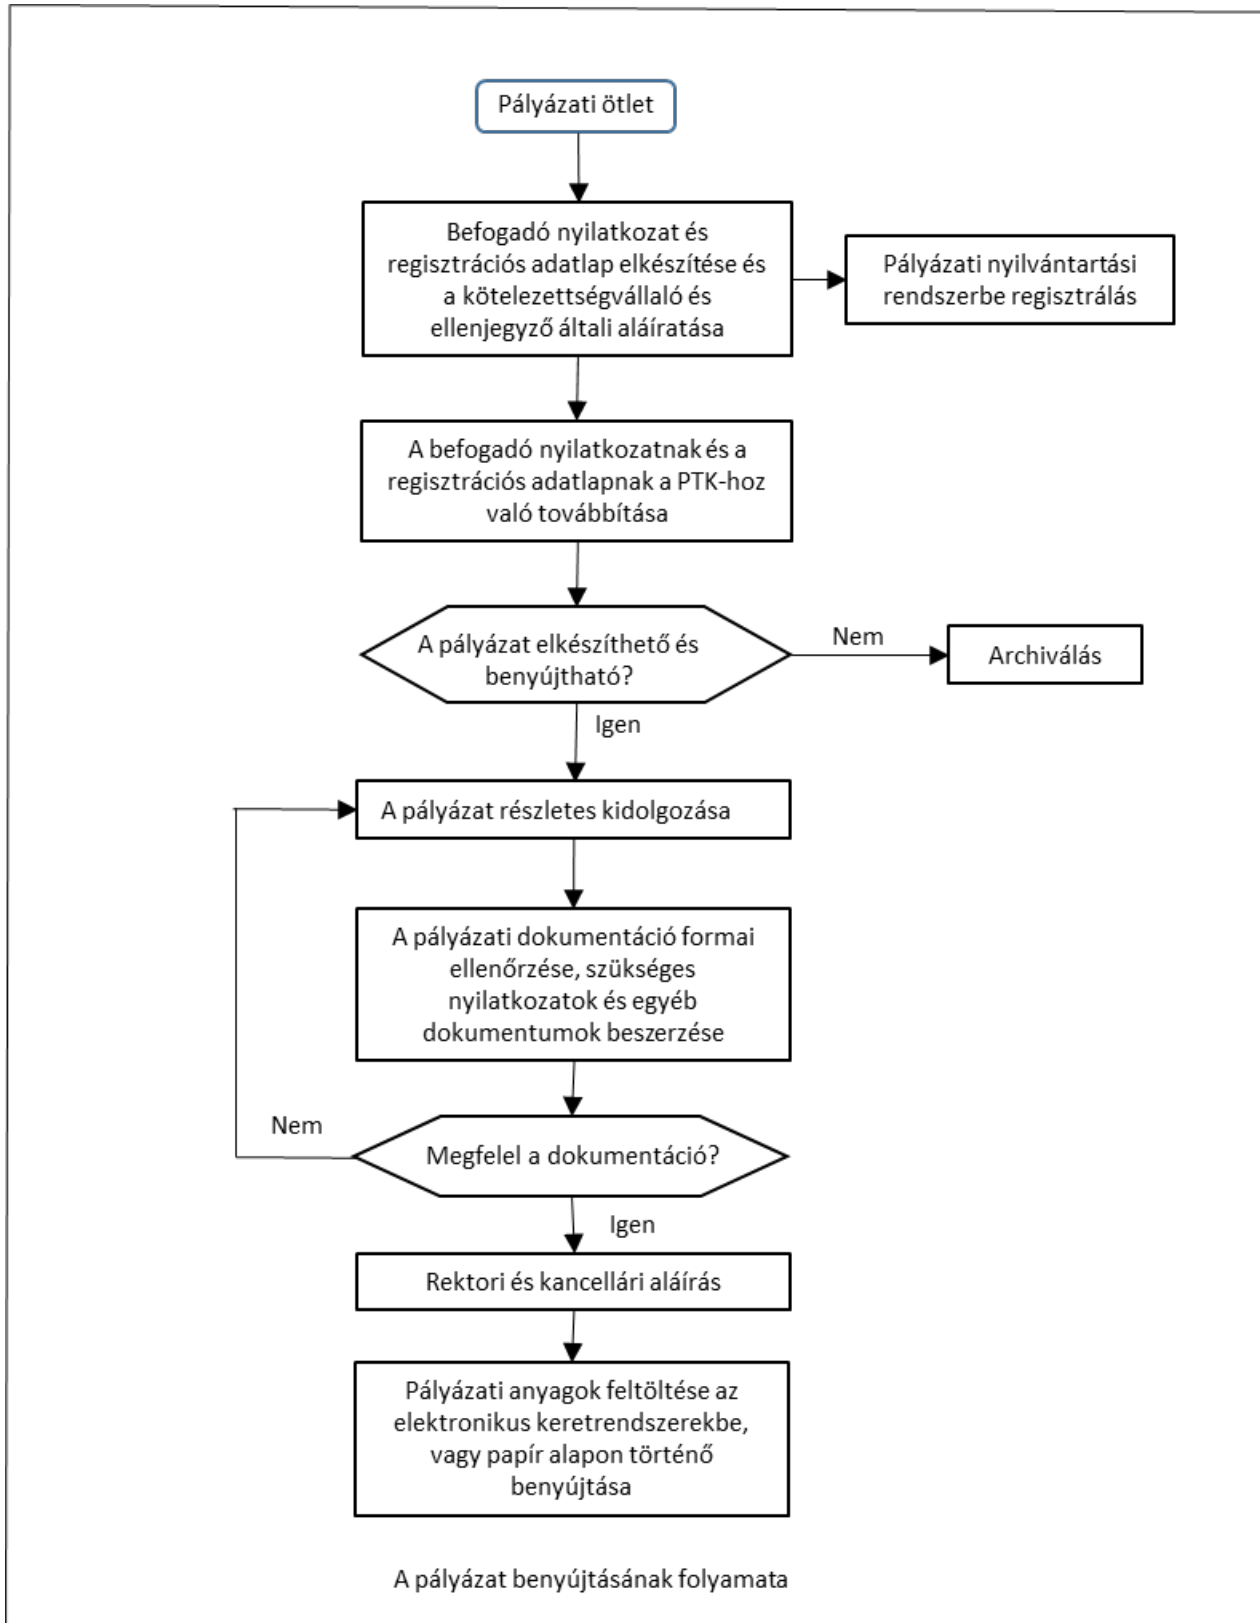 Pályázati ötlet
Befogadó nyilatkozat és
regisztrációs adatlap elkészítése és
a kötelezettségvállaló és
ellenjegyző általi aláíratása
Pályázati nyilvántartási
rendszerbe regisztrálás
A befogadó nyilatkozatnak és a
regisztrációs adatlapnak a PTK-hoz
való továbbítása
A pályázat elkészíthető és
benyújtható?
Nem
Archiválás
Igen
A pályázat részletes kidolgozása
A pályázati dokumentáció formai
ellenőrzése, szükséges
nyilatkozatok és egyéb
dokumentumok beszerzése
Nem
Megfelel a dokumentáció?
Igen
Rektori és kancellári aláírás
Pályázati anyagok feltöltése az
elektronikus keretrendszerekbe,
vagy papír alapon történő
benyújtása
A pályázat benyújtásának folyamata